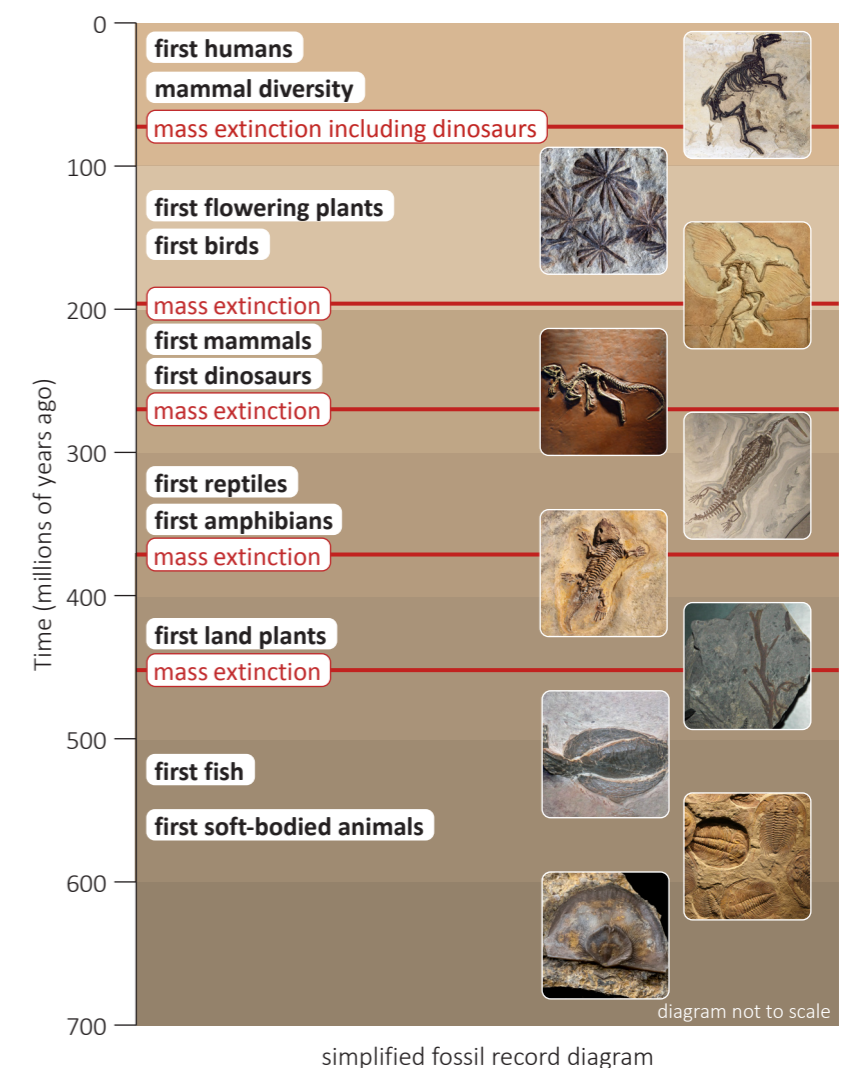 0
first humans
mammal diversity
mass extinction including dinosaurs
100
first flowering plants
first birds
mass extinction
200
first mammals
first dinosaurs
mass extinction
300
first reptiles
first amphibians
mass extinction
400
first land plants
mass extinction
500
first fish
first soft-bodied animals
600
diagram not to scale
700
Time (millions of years ago)
simplified fossil record diagram